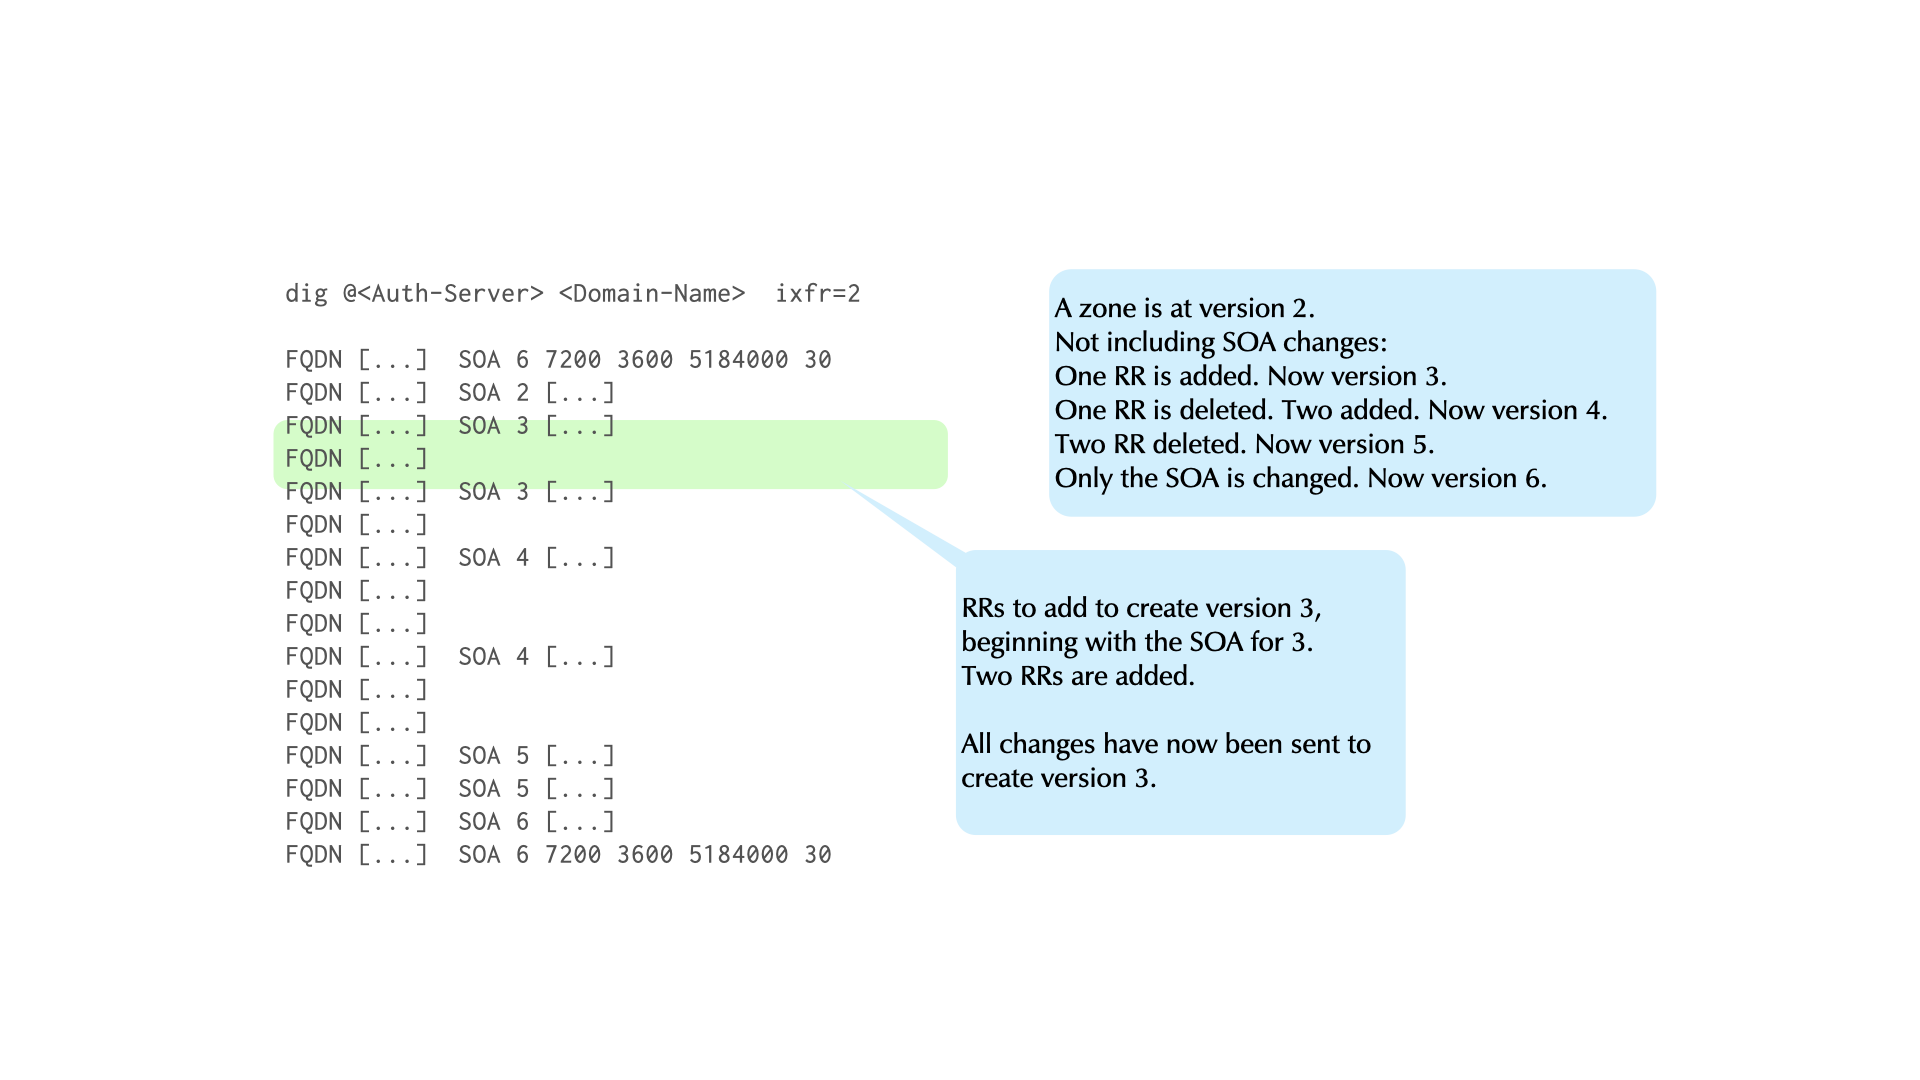 dig @<Auth-Server> <Domain-Name>  ixfr=2
FQDN [...]  SOA 6 7200 3600 5184000 30
FQDN [...]  SOA 2 [...]
FQDN [...]  SOA 3 [...]
FQDN [...]
FQDN [...]  SOA 3 [...]
FQDN [...]
FQDN [...]  SOA 4 [...]
FQDN [...]
FQDN [...]
FQDN [...]  SOA 4 [...]
FQDN [...]
FQDN [...]
FQDN [...]  SOA 5 [...]
FQDN [...]  SOA 5 [...]
FQDN [...]  SOA 6 [...]
FQDN [...]  SOA 6 7200 3600 5184000 30
A zone is at version 2.
Not including SOA changes:
One RR is added. Now version 3.
One RR is deleted. Two added. Now version 4.
Two RR deleted. Now version 5.
Only the SOA is changed. Now version 6.
RRs to add to create version 3,
beginning with the SOA for 3.
Two RRs are added.
All changes have now been sent to
create version 3.